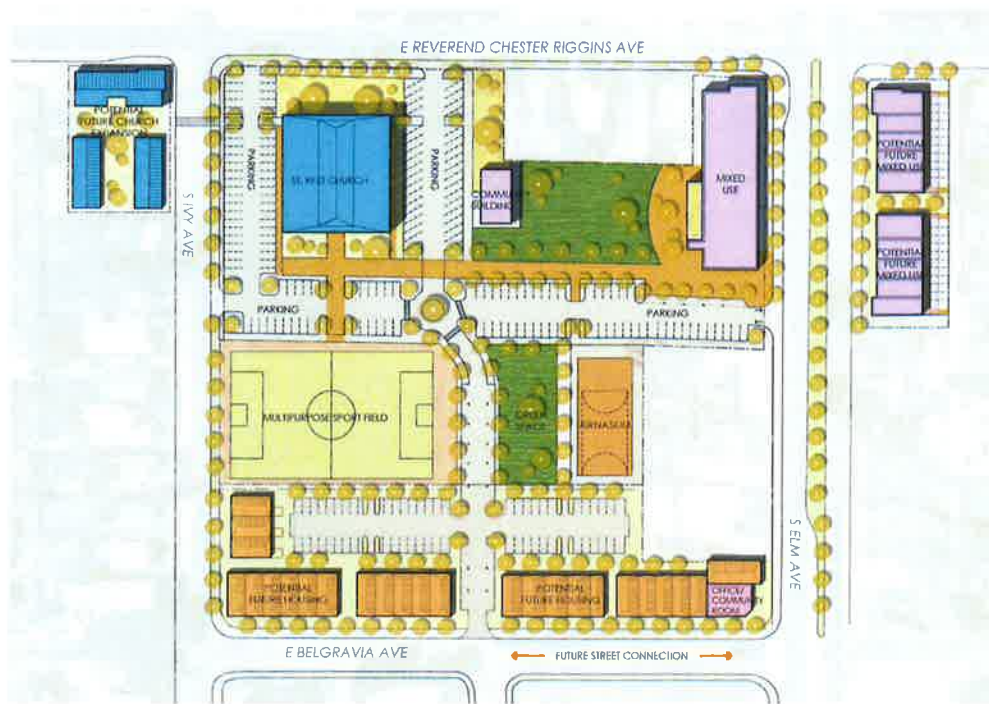 E REVEREND CHESTER RIGGINS AVE
POTENTIAL
FUTURE CHURCH
EXPANSION
S IVY AVE
PARKING
ST. REST CHURCH
PARKING
COMMUNITY
BUILDING
MIXED
USE
POTENTIAL
FUTURE
MIXED USE
POTENTIAL
FUTURE
MIXED USE
PARKING
PARKING
MULTIPURPOSE SPORT FIELD
GREEN
SPACE
S ELM AVE
POTENTIAL
FUTURE HOUSING
POTENTIAL
FUTURE HOUSING
OFFICE/
COMMUNITY
ROOM
E BELGRAVIA AVE
FUTURE STREET CONNECTION